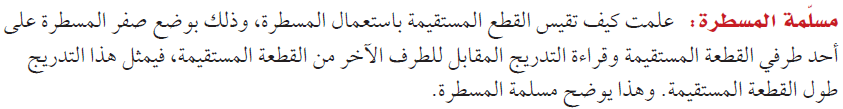 مسلّمة المسطرة: علمت كيف تقيس القطع المستقيمة باستعمال المسطرة، وذلك بوضع صفر المسطرة على
أحد طرفي القطعة المستقيمة وقراءة التدريج المقابل للطرف الآخر من القطعة المستقيمة، فيمثل هذا التدريج
طول القطعة المستقيمة. وهذا يوضح مسلمة المسطرة.